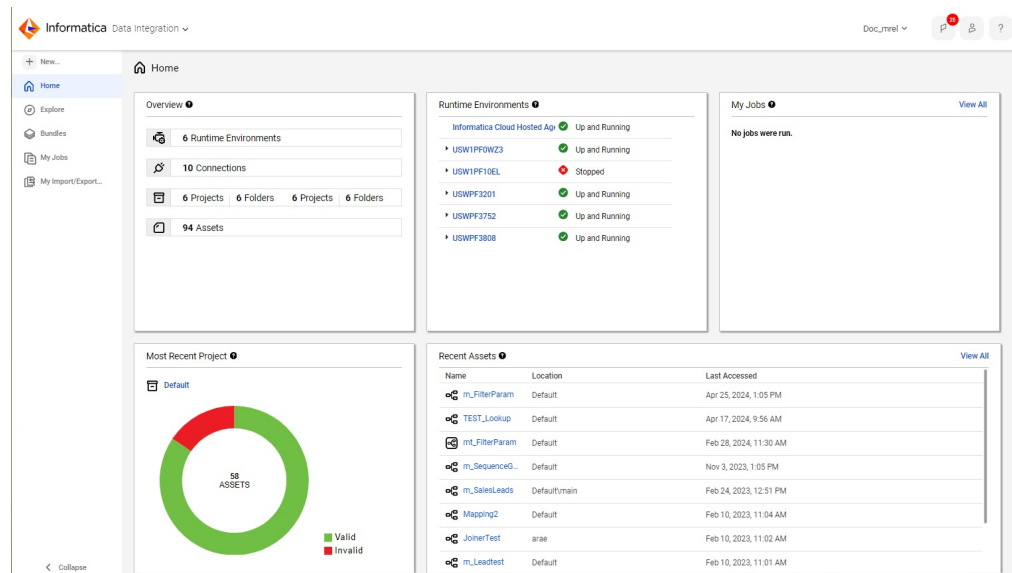 Informatica Data Integration
Doc_mrel
35
?
New...
Home
Explore
Bundles
My Jobs
My Import/Export...
Collapse
Home
Overview
6 Runtime Environments
10 Connections
6 Projects 6 Folders 6 Projects 6 Folders
94 Assets
Runtime Environments
Informatica Cloud Hosted Age Up and Running
USW1PF0WZ3 Up and Running
USW1PF10EL Stopped
USWPF3201 Up and Running
USWPF3752 Up and Running
USWPF3808 Up and Running
My Jobs View All
No jobs were run.
Most Recent Project
Default
58
ASSETS
Valid
Invalid
Recent Assets View All
Name Location Last Accessed
m_FilterParam Default Apr 25, 2024, 1:05 PM
TEST_Lookup Default Apr 17, 2024, 9:56 AM
mt_FilterParam Default Feb 28, 2024, 11:30 AM
m_SequenceG... Default Nov 3, 2023, 1:05 PM
m_SalesLeads Default\main Feb 24, 2023, 12:51 PM
Mapping2 Default Feb 10, 2023, 11:04 AM
JoinerTest arae Feb 10, 2023, 11:02 AM
m_Leadtest Default Feb 10, 2023, 11:01 AM